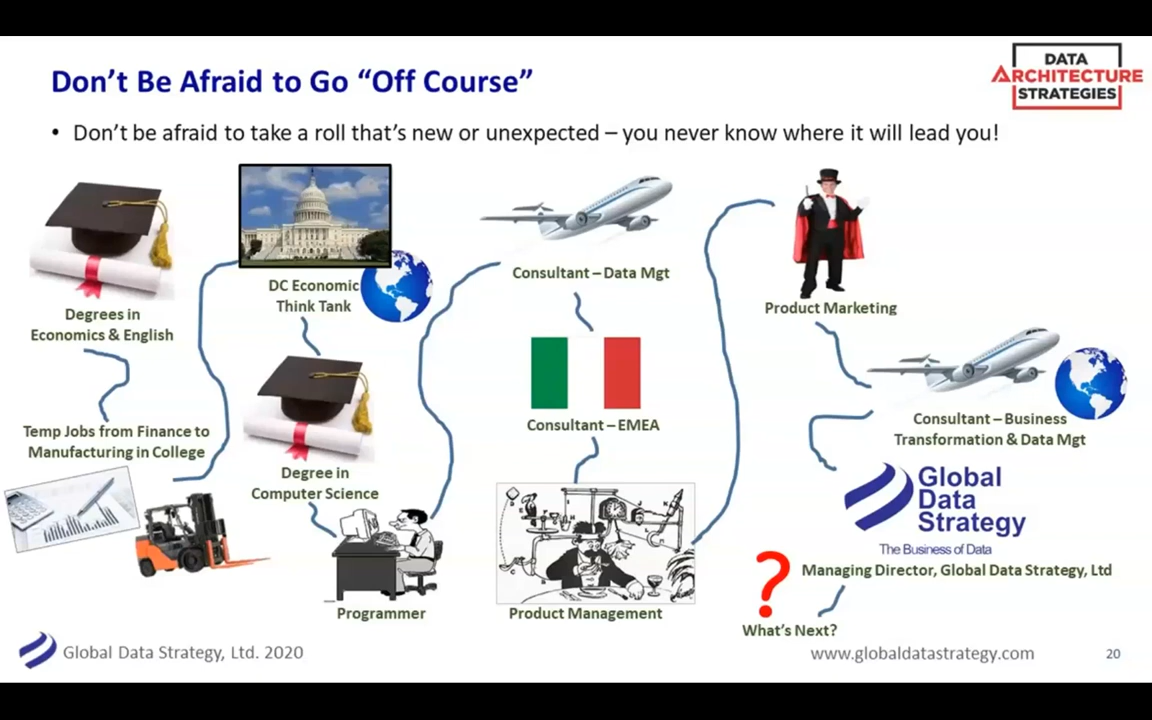 DATA
ARCHITECTURE
STRATEGIES
Don't Be Afraid to Go "Off Course"
• Don't be afraid to take a roll that's new or unexpected – you never know where it will lead you!
Degrees in
Economics & English
Temp Jobs from Finance to
Manufacturing in College
DC Economic
Think Tank
Degree in
Computer Science
Programmer
Consultant – Data Mgt
Consultant – EMEA
Product Management
Product Marketing
Consultant – Business
Transformation & Data Mgt
Global
Data
Strategy
The Business of Data
Managing Director, Global Data Strategy, Ltd
?
What's Next?
Global Data Strategy, Ltd. 2020
www.globaldatastrategy.com
20